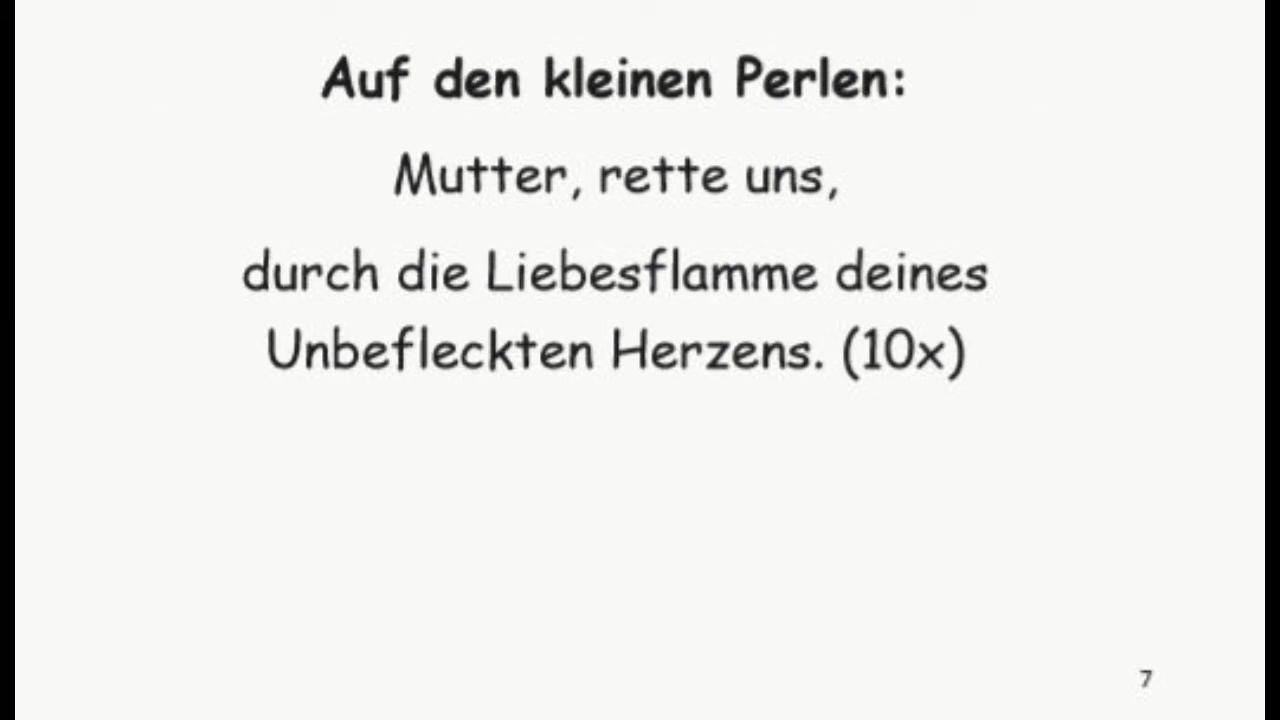 Auf den kleinen Perlen:
Mutter, rette uns,
durch die Liebesflamme deines
Unbefleckten Herzens. (10x)
7